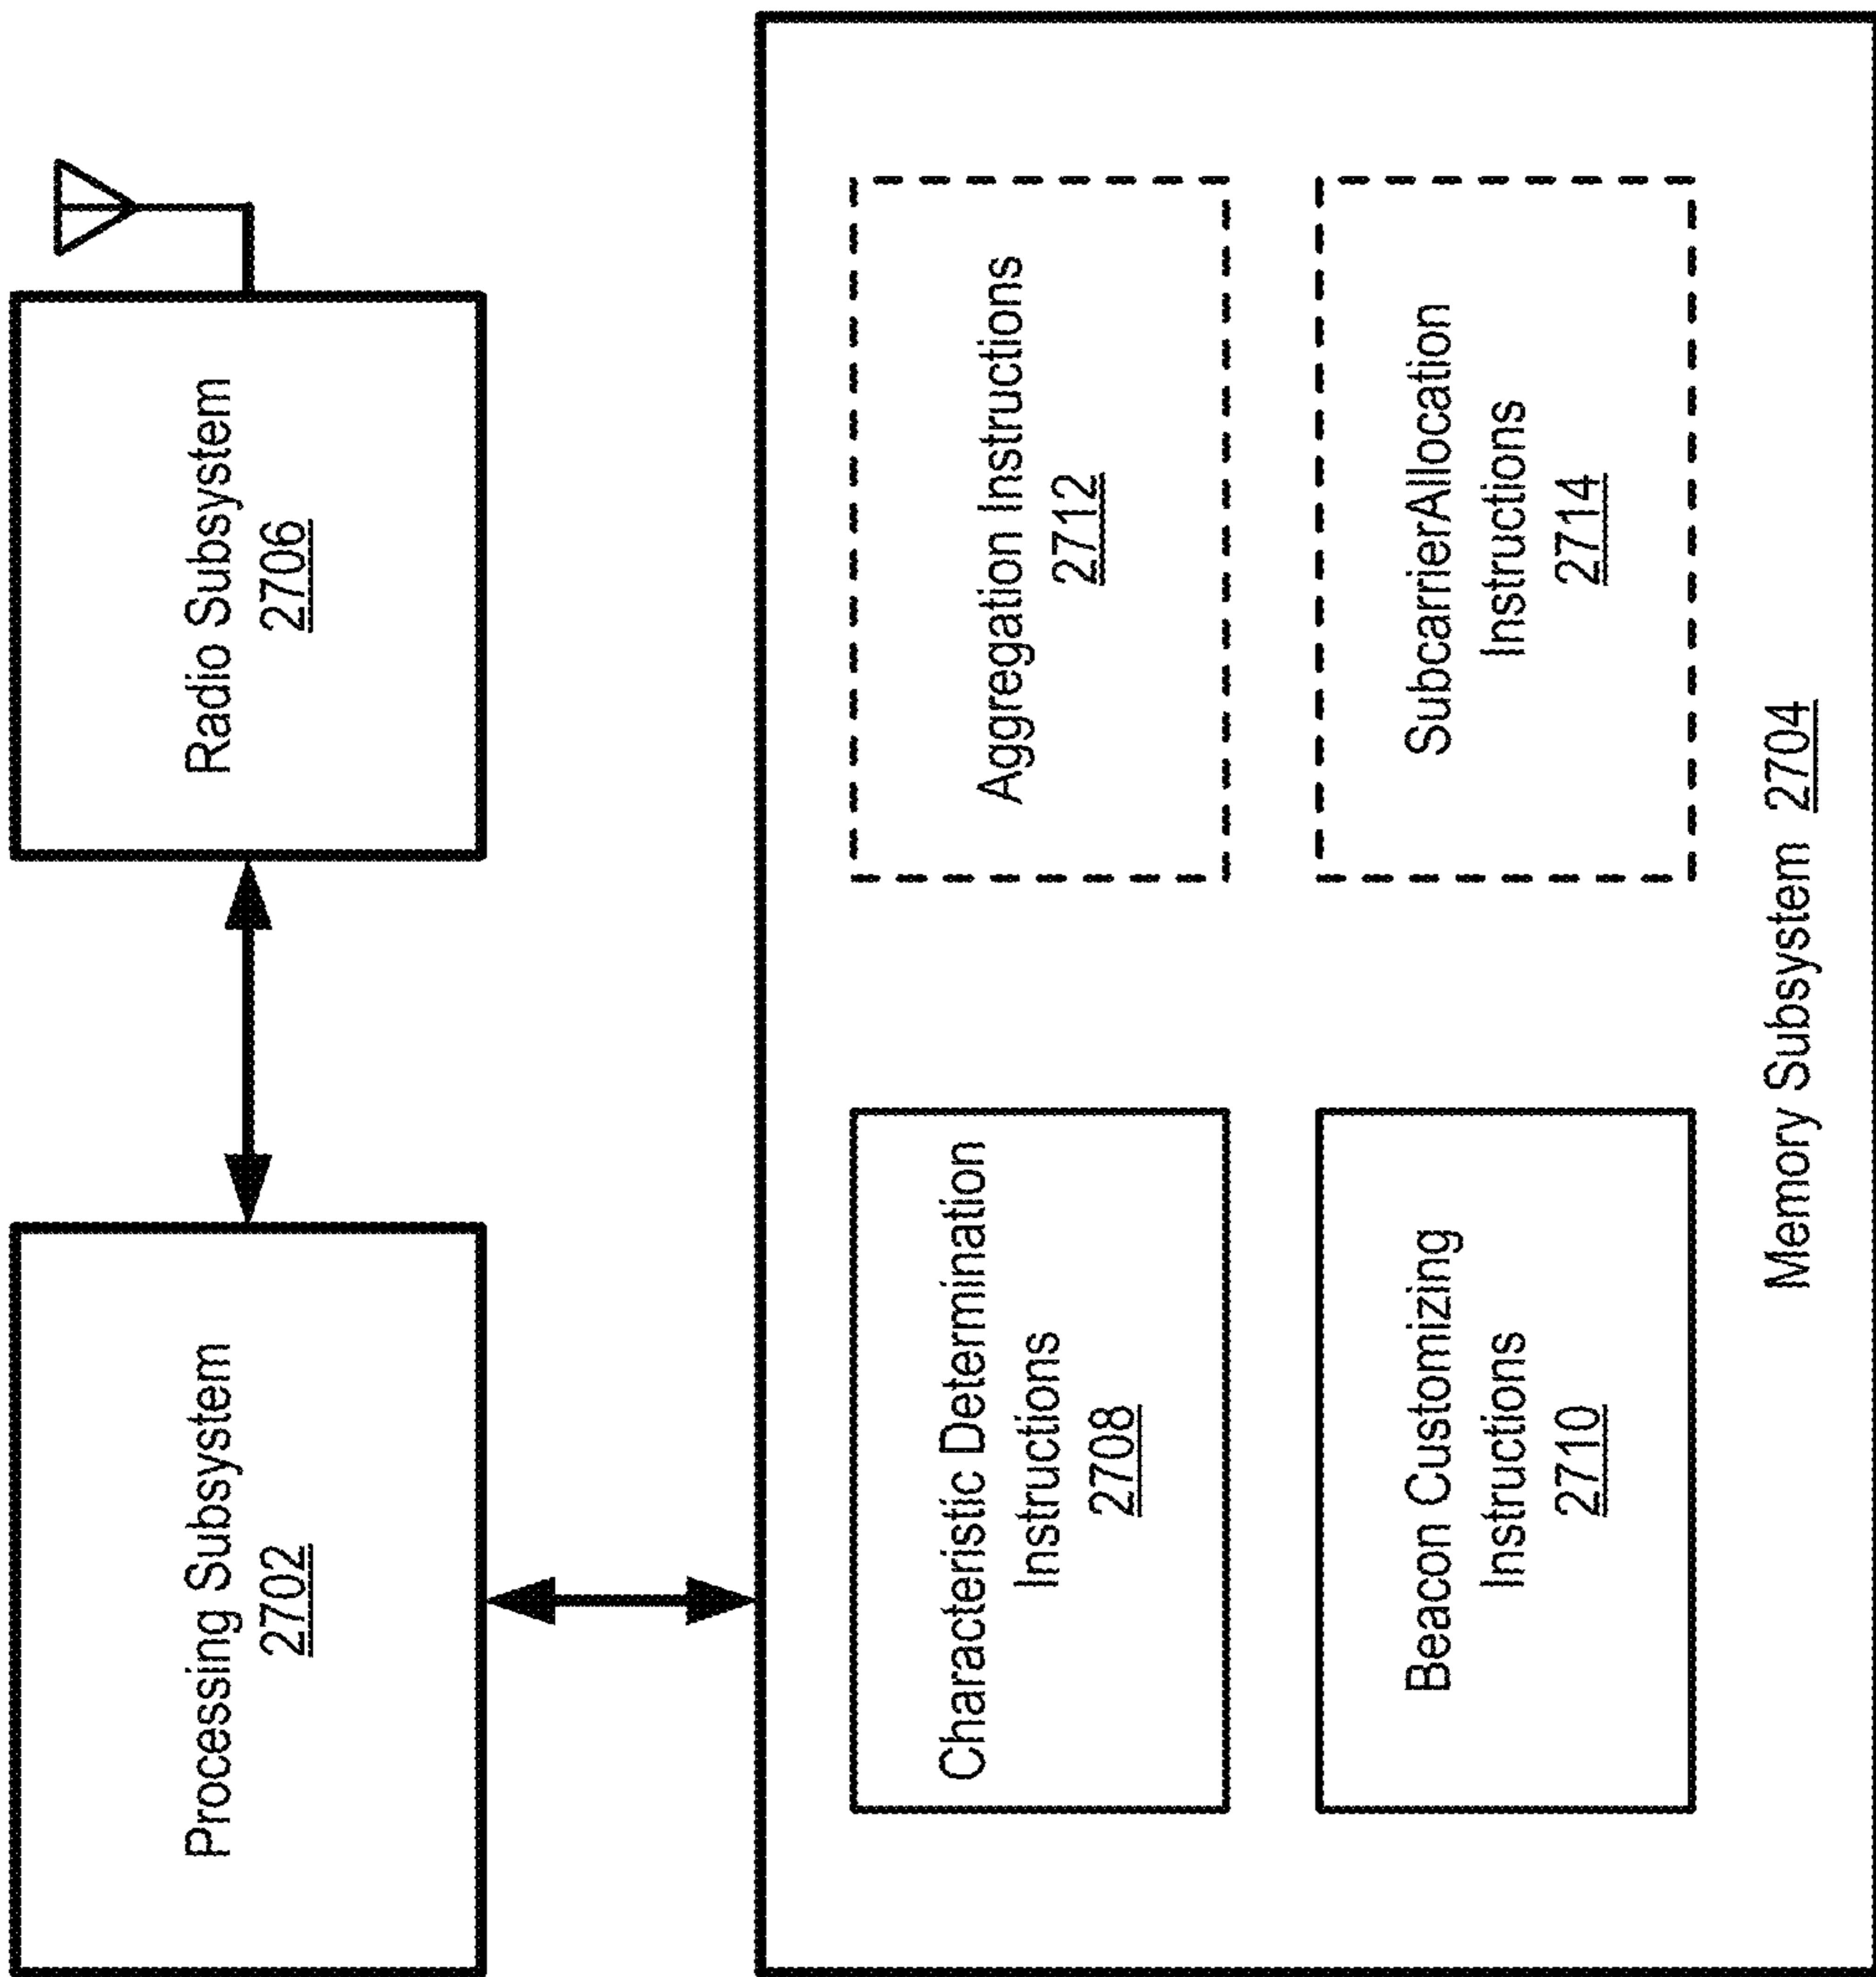 Processing Subsystem
2702
Radio Subsystem
2706
Characteristic Determination
Instructions
2708
Aggregation Instructions
2712
Beacon Customizing
Instructions
2710
SubcarrierAllocation
Instructions
2714
Memory Subsystem 2704